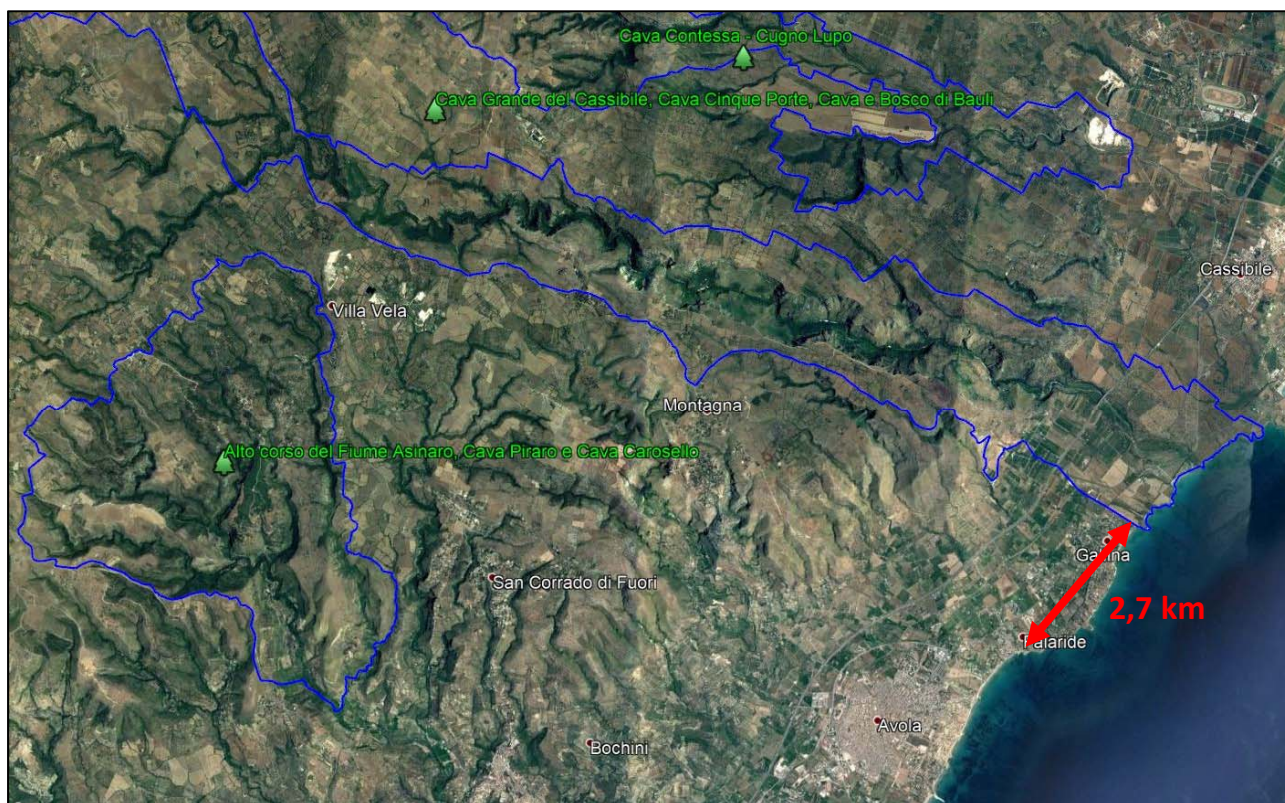 Cava Contessa - Cugno Lupo
Cava Grande del Cassibile, Cava Cinque Porte, Cava e Bosco di Bauli
Cassibile
Villa Vela
Montagna
Alto corso del Fiume Asinaro, Cava Piraro e Cava Carosello
Gallina
San Corrado di Fuori
2,7 km
Falaride
Avola
Bochini